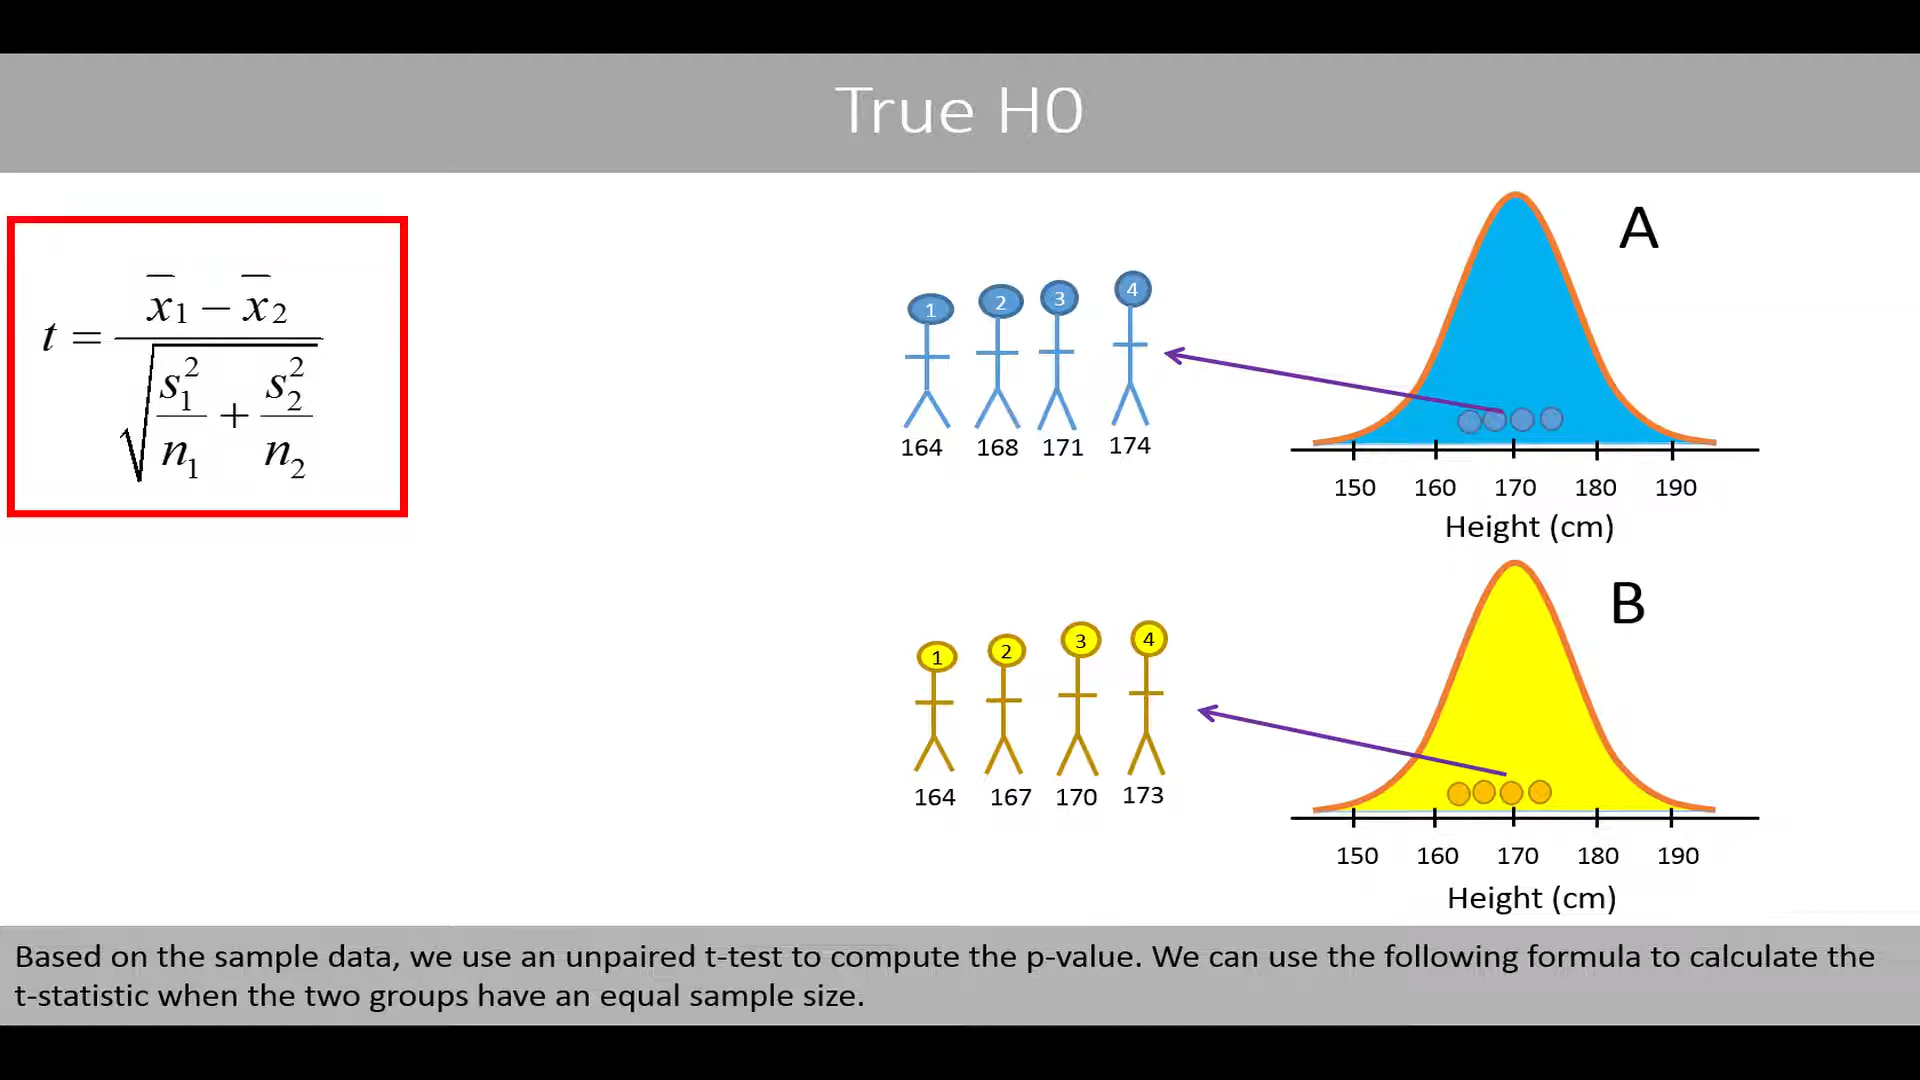 True H0
t = (x̄1 − x̄2) / √(s1²/n1 + s2²/n2)
A
1 2 3 4
164 168 171 174
150 160 170 180 190
Height (cm)
B
1 2 3 4
164 167 170 173
150 160 170 180 190
Height (cm)
Based on the sample data, we use an unpaired t-test to compute the p-value. We can use the following formula to calculate the
t-statistic when the two groups have an equal sample size.